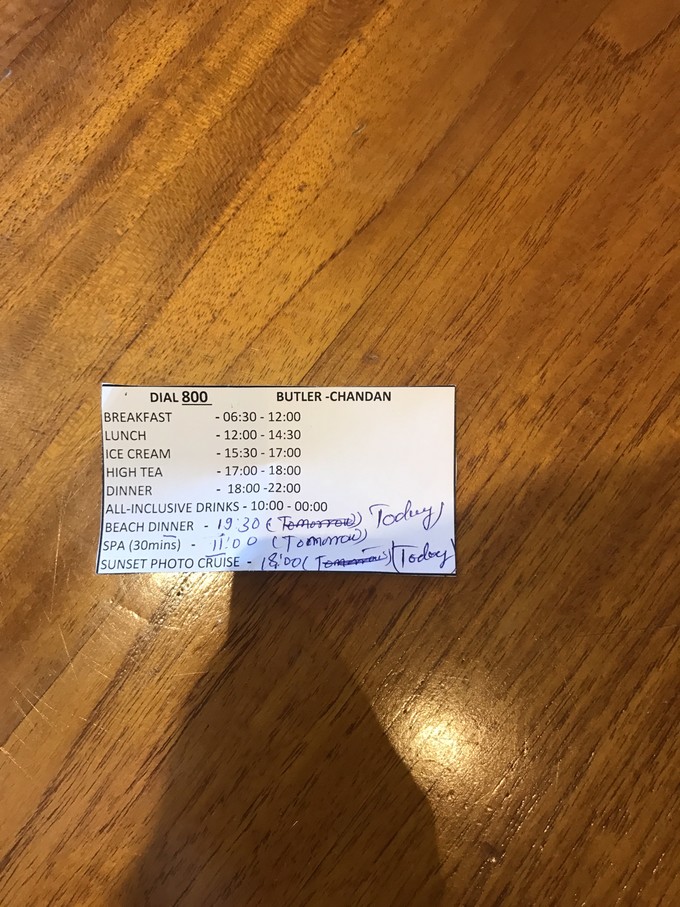 DIAL 800 BUTLER -CHANDAN
BREAKFAST - 06:30 - 12:00
LUNCH - 12:00 - 14:30
ICE CREAM - 15:30 - 17:00
HIGH TEA - 17:00 - 18:00
DINNER - 18:00 -22:00
ALL-INCLUSIVE DRINKS - 10:00 - 00:00
BEACH DINNER - 19:30 (Tomorrow) Today
SPA (30mins) - 11:00 (Tomorrow)
SUNSET PHOTO CRUISE - 18:00 (Tomorrow) (Today)